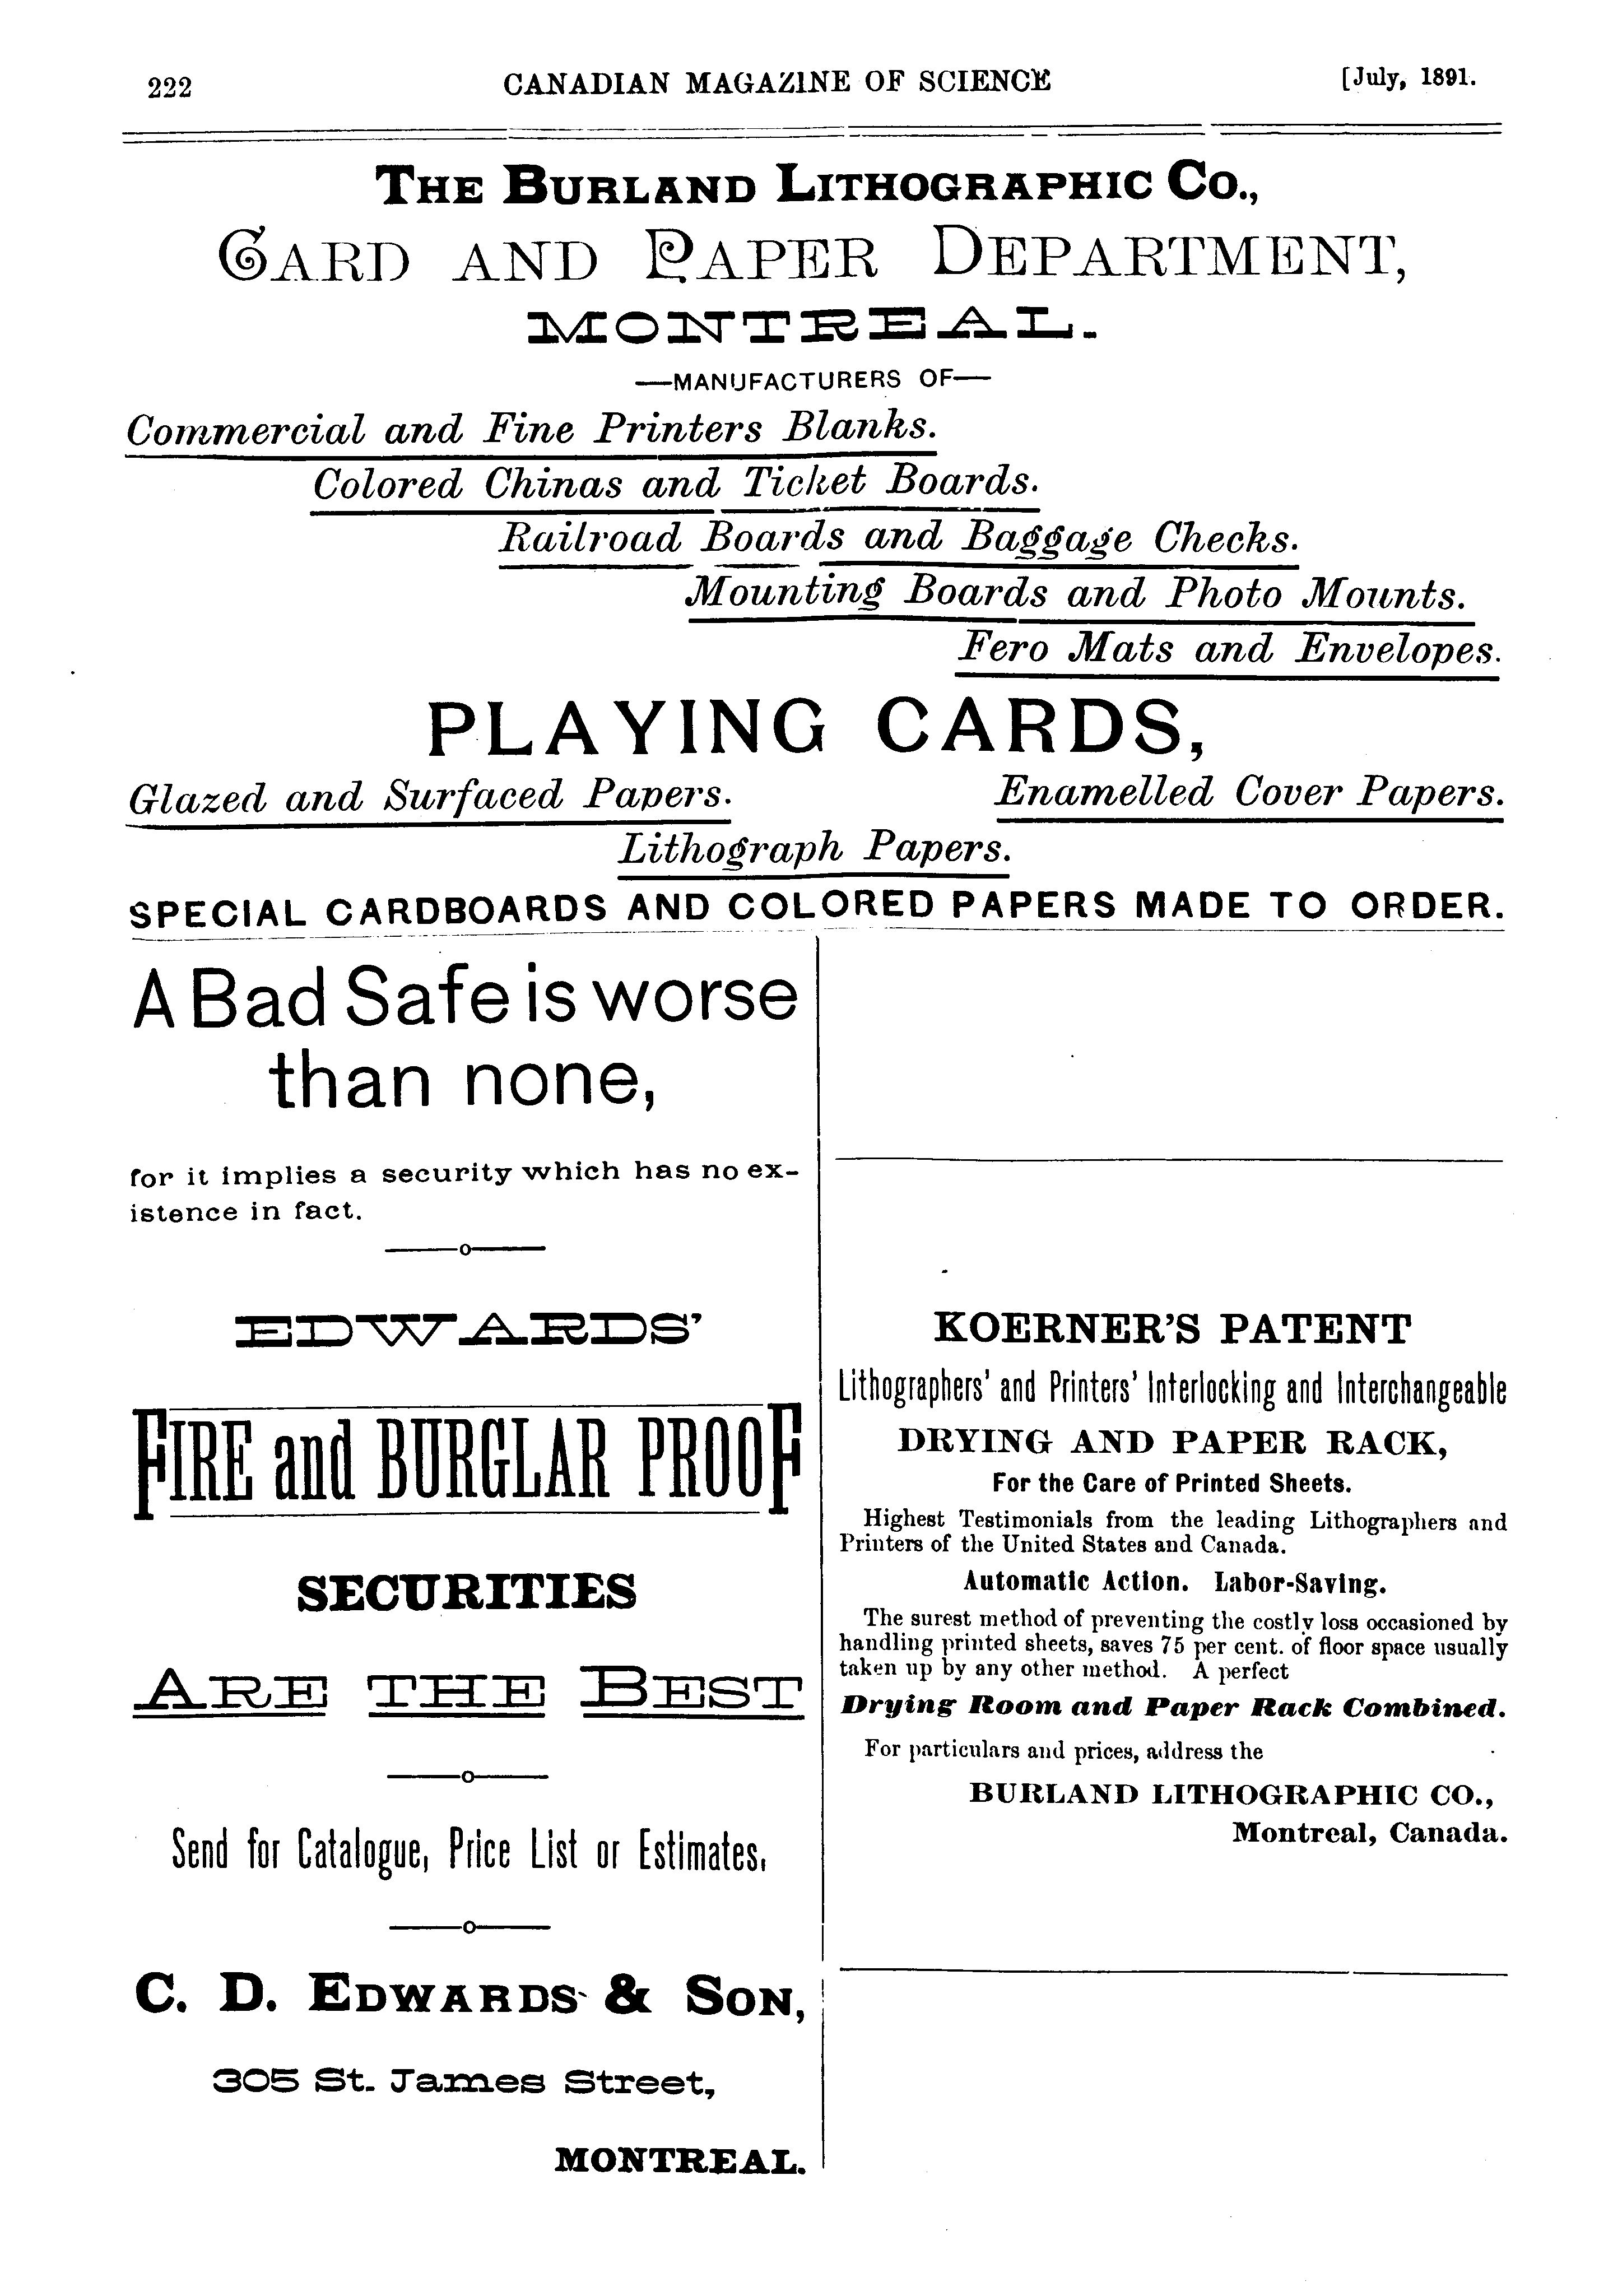 222
CANADIAN MAGAZINE OF SCIENCE
[July, 1891.
THE BURLAND LITHOGRAPHIC CO.,
CARD AND PAPER DEPARTMENT,
MONTREAL.
—MANUFACTURERS OF—
Commercial and Fine Printers Blanks.
Colored Chinas and Ticket Boards.
Railroad Boards and Baggage Checks.
Mounting Boards and Photo Mounts.
Fero Mats and Envelopes.
PLAYING CARDS,
Glazed and Surfaced Papers.
Enamelled Cover Papers.
Lithograph Papers.
SPECIAL CARDBOARDS AND COLORED PAPERS MADE TO ORDER.
A Bad Safe is worse
than none,
for it implies a security which has no ex-
istence in fact.
EDWARDS'
FIRE and BURGLAR PROOF
SECURITIES
ARE THE BEST
Send for Catalogue, Price List or Estimates.
C. D. EDWARDS & SON,
305 St. James Street,
MONTREAL.
KOERNER'S PATENT
Lithographers' and Printers' Interlocking and Interchangeable
DRYING AND PAPER RACK,
For the Care of Printed Sheets.
Highest Testimonials from the leading Lithographers and
Printers of the United States and Canada.
Automatic Action. Labor-Saving.
The surest method of preventing the costly loss occasioned by
handling printed sheets, saves 75 per cent. of floor space usually
taken up by any other method. A perfect
Drying Room and Paper Rack Combined.
For particulars and prices, address the
BURLAND LITHOGRAPHIC CO.,
Montreal, Canada.